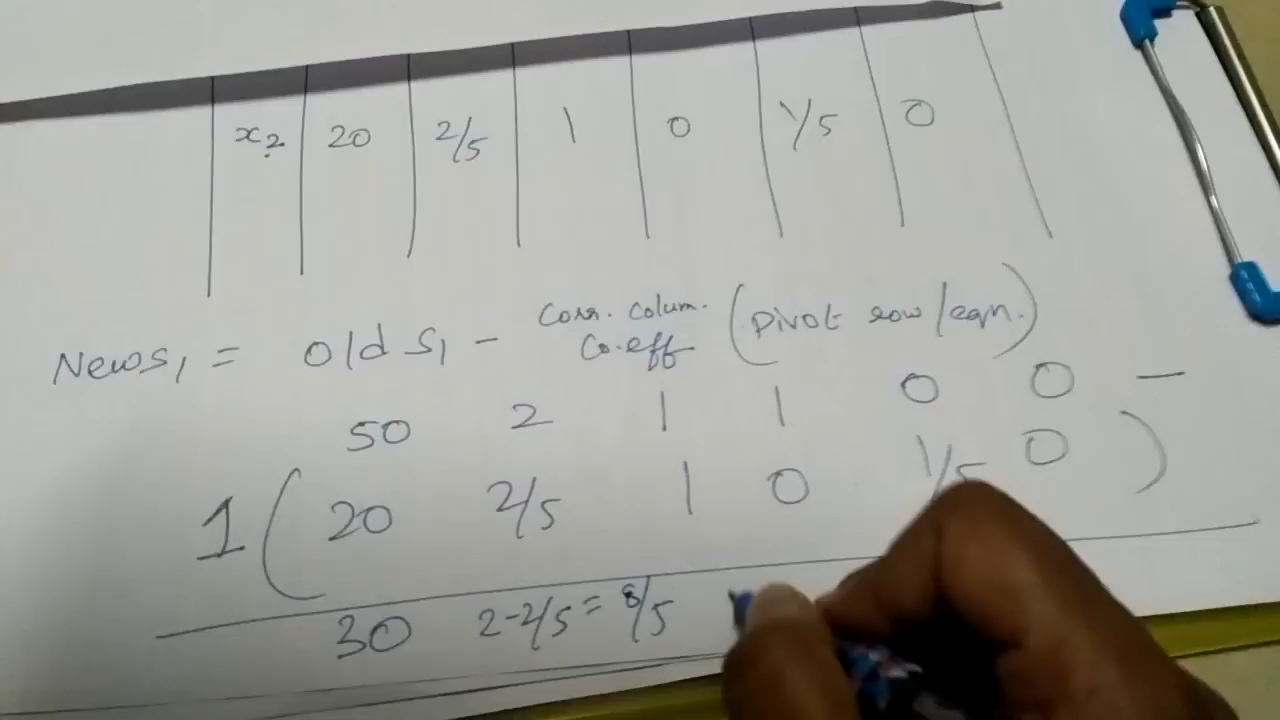 x₂ 20 2/5 1 0 1/5 0
New s₁ = old s₁ - Corr. colum. Co.eff (pivot row/eqn.)
50 2 1 1 0 0 —
1 ( 20 2/5 1 0 1/5 0 )
30 2-2/5 = 8/5